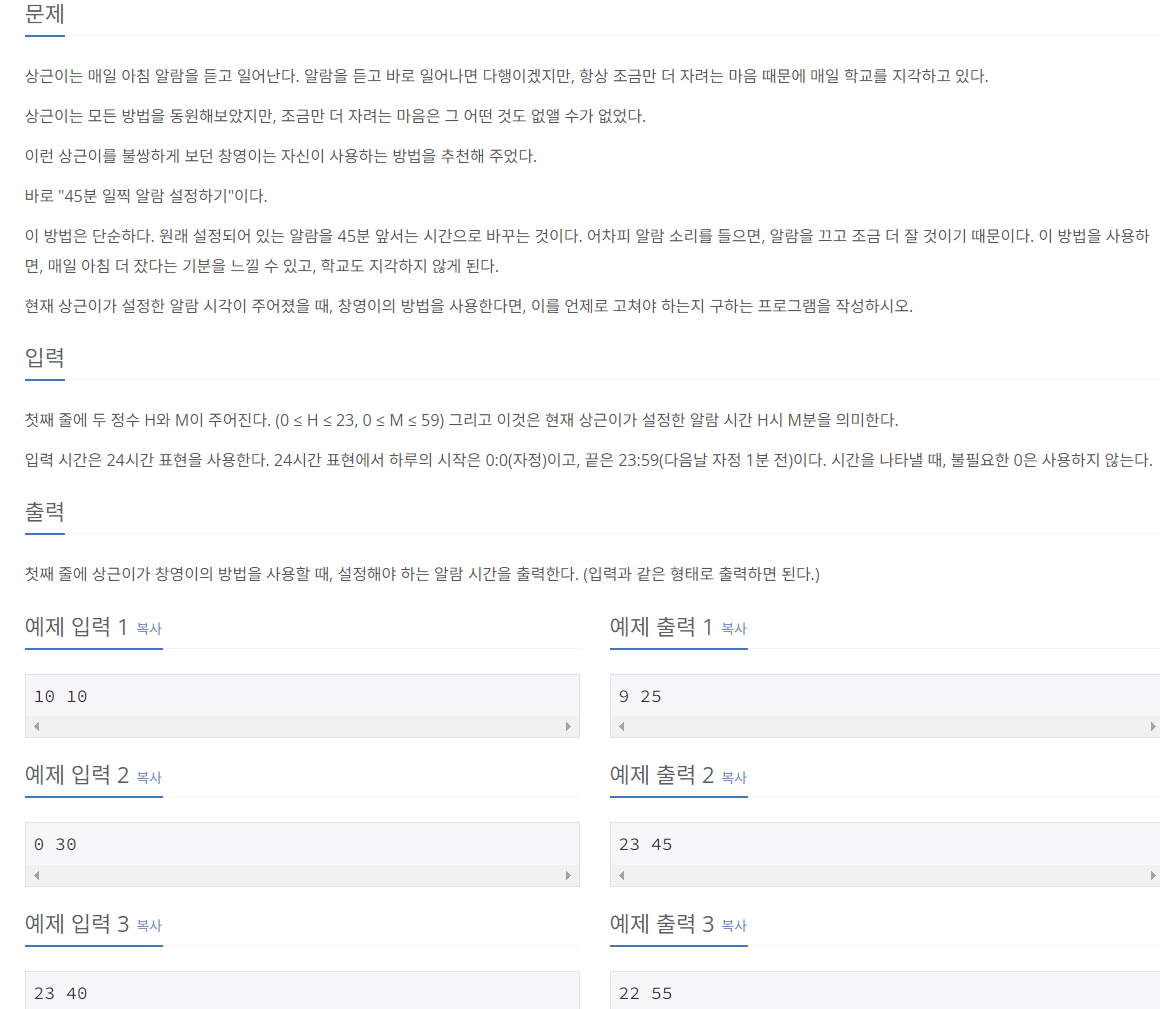 문제
상근이는 매일 아침 알람을 듣고 일어난다. 알람을 듣고 바로 일어나면 다행이겠지만, 항상 조금만 더 자려는 마음 때문에 매일 학교를 지각하고 있다.
상근이는 모든 방법을 동원해보았지만, 조금만 더 자려는 마음은 그 어떤 것도 없앨 수가 없었다.
이런 상근이를 불쌍하게 보던 창영이는 자신이 사용하는 방법을 추천해 주었다.
바로 "45분 일찍 알람 설정하기"이다.
이 방법은 단순하다. 원래 설정되어 있는 알람을 45분 앞서는 시간으로 바꾸는 것이다. 어차피 알람 소리를 들으면, 알람을 끄고 조금 더 잘 것이기 때문이다. 이 방법을 사용하
면, 매일 아침 더 잤다는 기분을 느낄 수 있고, 학교도 지각하지 않게 된다.
현재 상근이가 설정한 알람 시각이 주어졌을 때, 창영이의 방법을 사용한다면, 이를 언제로 고쳐야 하는지 구하는 프로그램을 작성하시오.
입력
첫째 줄에 두 정수 H와 M이 주어진다. (0 ≤ H ≤ 23, 0 ≤ M ≤ 59) 그리고 이것은 현재 상근이가 설정한 알람 시간 H시 M분을 의미한다.
입력 시간은 24시간 표현을 사용한다. 24시간 표현에서 하루의 시작은 0:0(자정)이고, 끝은 23:59(다음날 자정 1분 전)이다. 시간을 나타낼 때, 불필요한 0은 사용하지 않는다.
출력
첫째 줄에 상근이가 창영이의 방법을 사용할 때, 설정해야 하는 알람 시간을 출력한다. (입력과 같은 형태로 출력하면 된다.)
예제 입력 1 복사
10 10
예제 출력 1 복사
9 25
예제 입력 2 복사
0 30
예제 출력 2 복사
23 45
예제 입력 3 복사
23 40
예제 출력 3 복사
22 55